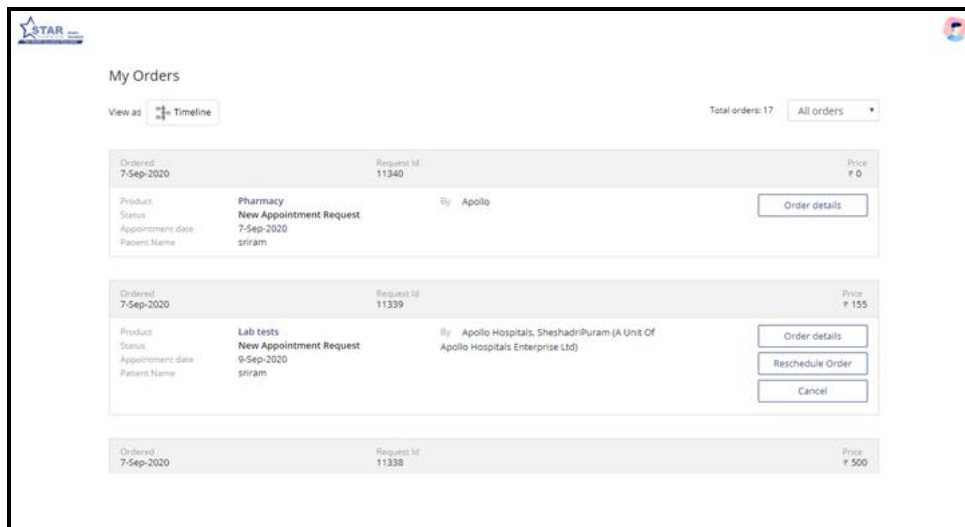 STAR
My Orders
View as Timeline
Total orders: 17 All orders
Ordered Request Id Price
7-Sep-2020 11340 ₹ 0
Product Pharmacy By Apollo Order details
Status New Appointment Request
Appointment date 7-Sep-2020
Patient Name sriram
Ordered Request Id Price
7-Sep-2020 11339 ₹ 155
Product Lab tests By Apollo Hospitals, SheshadriPuram (A Unit Of Order details
Status New Appointment Request Apollo Hospitals Enterprise Ltd)
Appointment date 9-Sep-2020 Reschedule Order
Patient Name sriram
Cancel
Ordered Request Id Price
7-Sep-2020 11338 ₹ 500